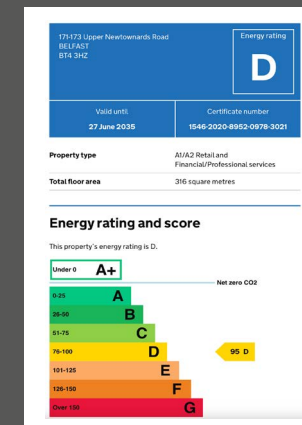 171-173 Upper Newtownards Road
BELFAST
BT4 3HZ
Energy rating
D
Valid until
27 June 2035
Certificate number
1546-2020-8952-0978-3021
Property type
A1/A2 Retail and
Financial/Professional services
Total floor area
316 square metres
Energy rating and score
This property's energy rating is D.
Under 0 A+
Net zero CO2
0-25 A
26-50 B
51-75 C
76-100 D 95 D
101-125 E
126-150 F
Over 150 G